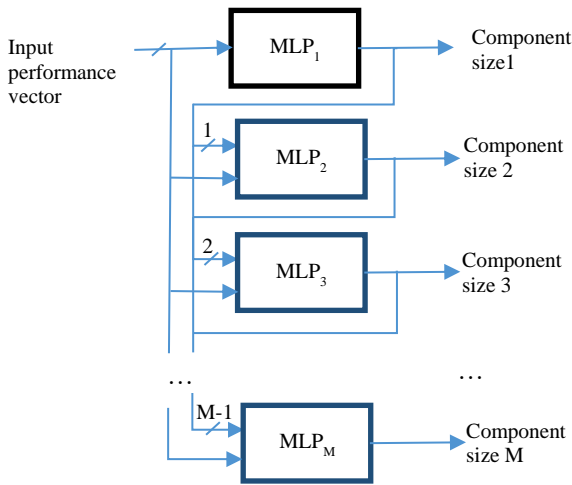 Input
performance
vector
MLP1
Component
size1
1
MLP2
Component
size 2
2
MLP3
Component
size 3
...
...
M-1
MLPM
Component
size M